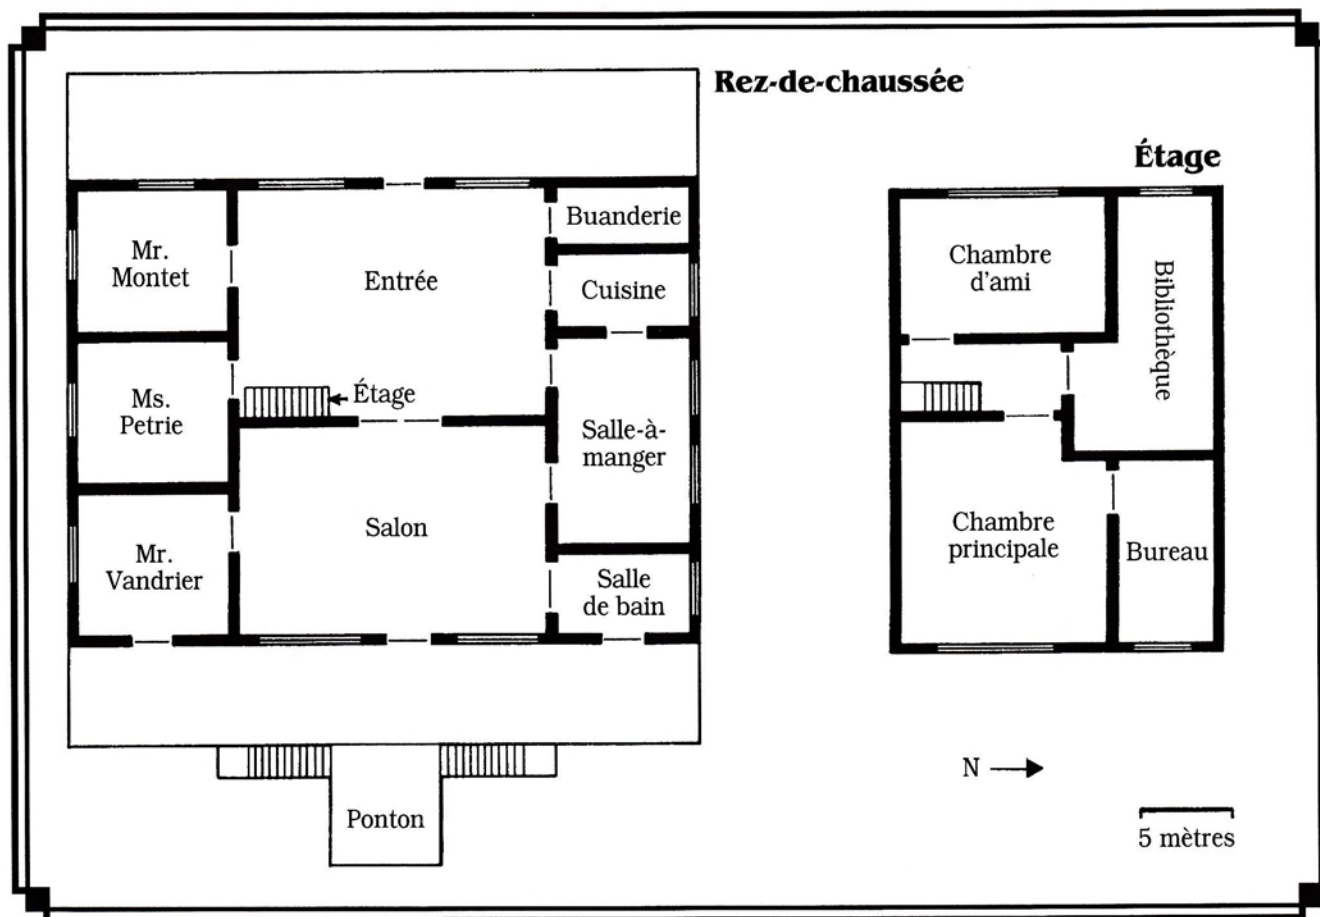 Rez-de-chaussée
Mr.
Montet
Ms.
Petrie
Mr.
Vandrier
Entrée
Étage
Salon
Buanderie
Cuisine
Salle-à-
manger
Salle
de bain
Ponton
Étage
Chambre
d'ami
Bibliothèque
Chambre
principale
Bureau
N
5 mètres